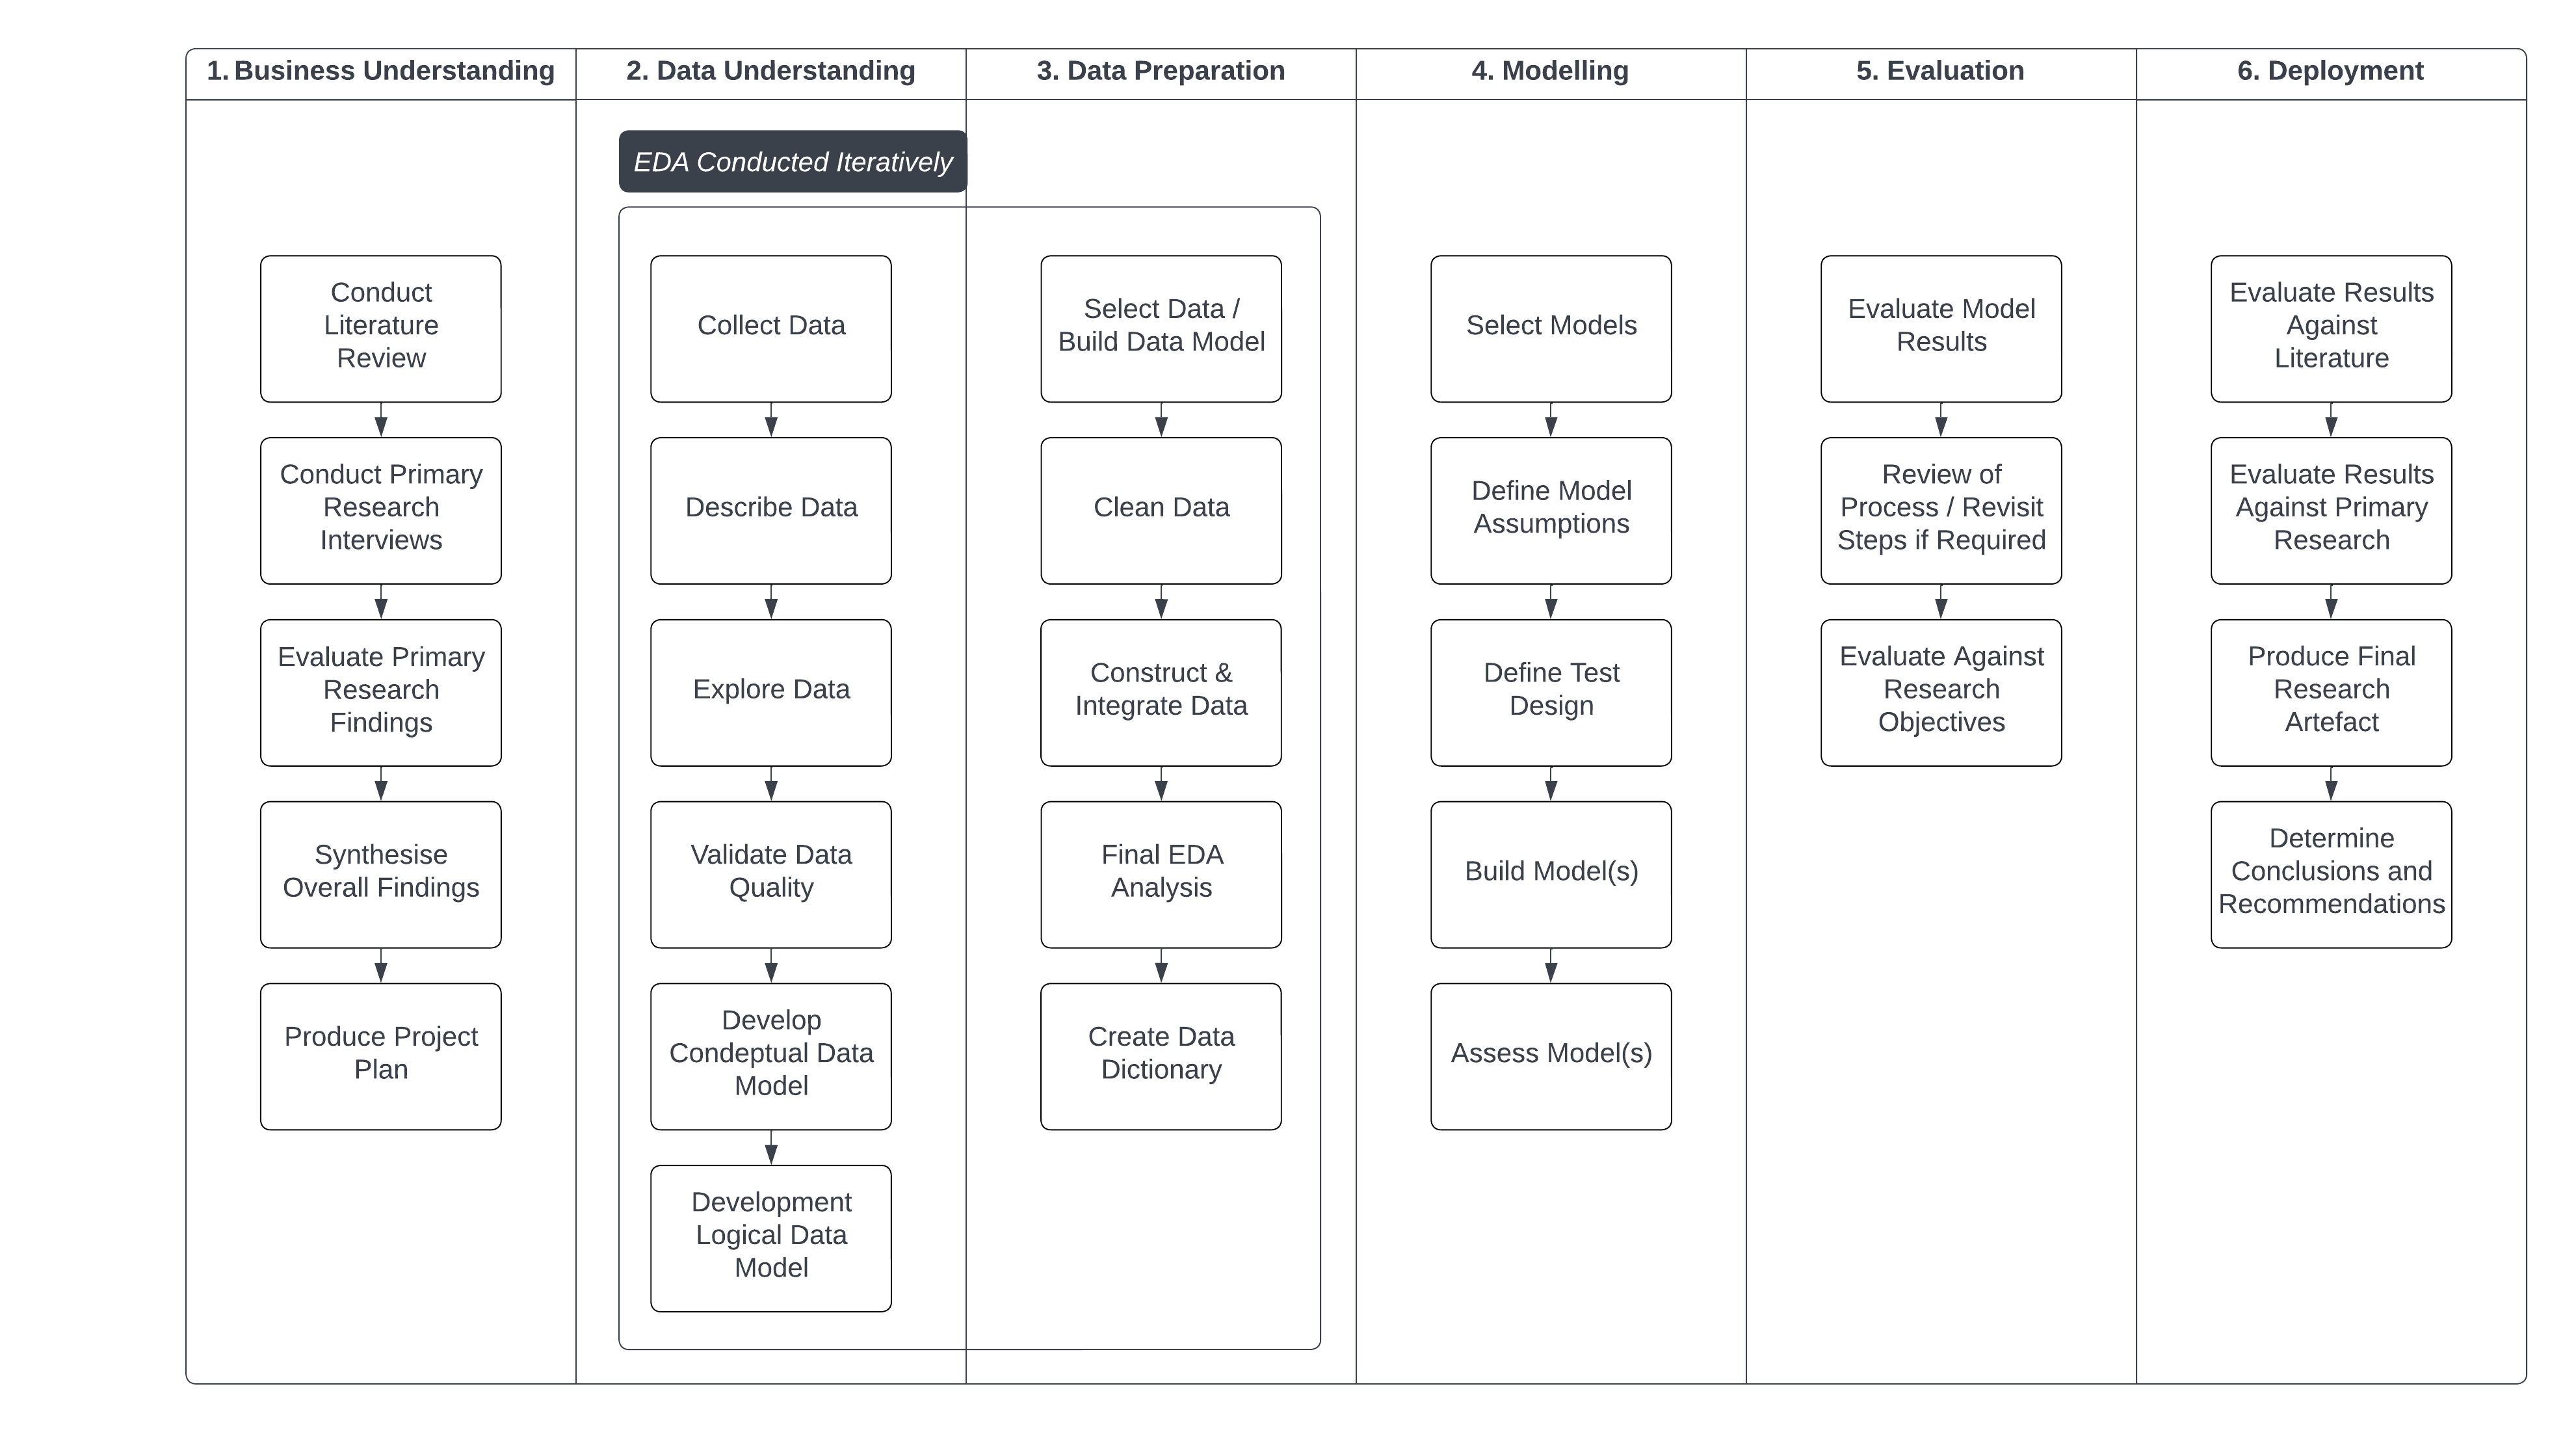 1. Business Understanding
2. Data Understanding
3. Data Preparation
4. Modelling
5. Evaluation
6. Deployment
EDA Conducted Iteratively
Conduct
Literature
Review
Conduct Primary
Research
Interviews
Evaluate Primary
Research
Findings
Synthesise
Overall Findings
Produce Project
Plan
Collect Data
Describe Data
Explore Data
Validate Data
Quality
Develop
Condeptual Data
Model
Development
Logical Data
Model
Select Data /
Build Data Model
Clean Data
Construct &
Integrate Data
Final EDA
Analysis
Create Data
Dictionary
Select Models
Define Model
Assumptions
Define Test
Design
Build Model(s)
Assess Model(s)
Evaluate Model
Results
Review of
Process / Revisit
Steps if Required
Evaluate Against
Research
Objectives
Evaluate Results
Against
Literature
Evaluate Results
Against Primary
Research
Produce Final
Research
Artefact
Determine
Conclusions and
Recommendations